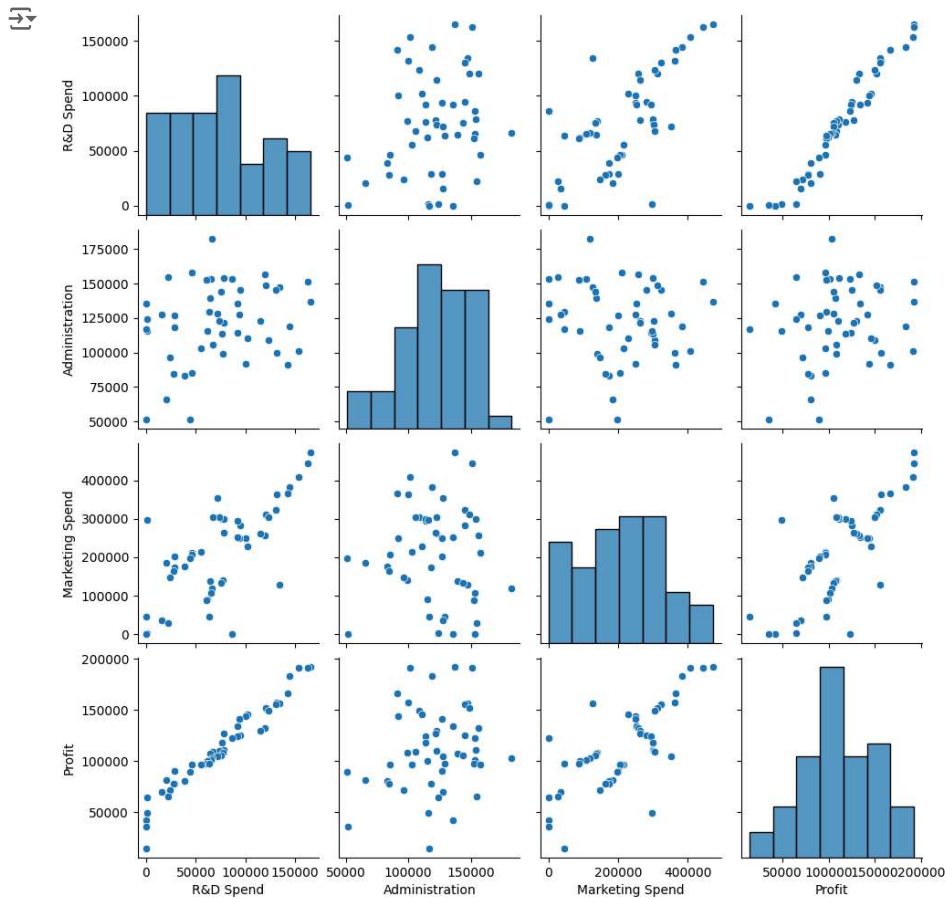 R&D Spend
150000
100000
50000
0
Administration
175000
150000
125000
100000
75000
50000
Marketing Spend
400000
300000
200000
100000
0
Profit
200000
150000
100000
50000
0 50000 100000 150000
50000 100000 150000
0 200000 400000
50000 100000 150000 200000
R&D Spend Administration Marketing Spend Profit